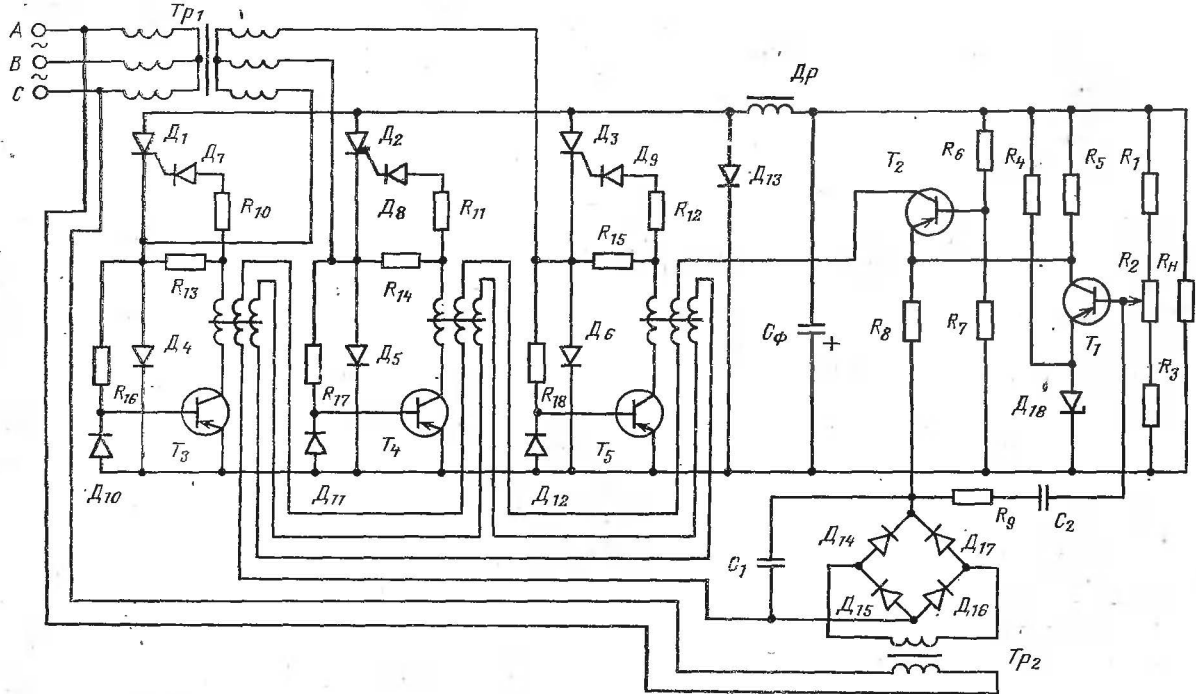 Тр1
A
~
B
~
C
Др
Д1
Д7
R10
Д2
Д8
R11
Д3
Д9
R12
Д13
T2
R6
R4
R5
R1
R13
R14
R15
R2
Rн
Д4
Д5
Д6
Cф
+
R8
R7
T1
R3
R16
R17
R18
Д18
T3
T4
T5
Д10
Д11
Д12
R9
C2
Д14
Д17
C1
Д15
Д16
Тр2